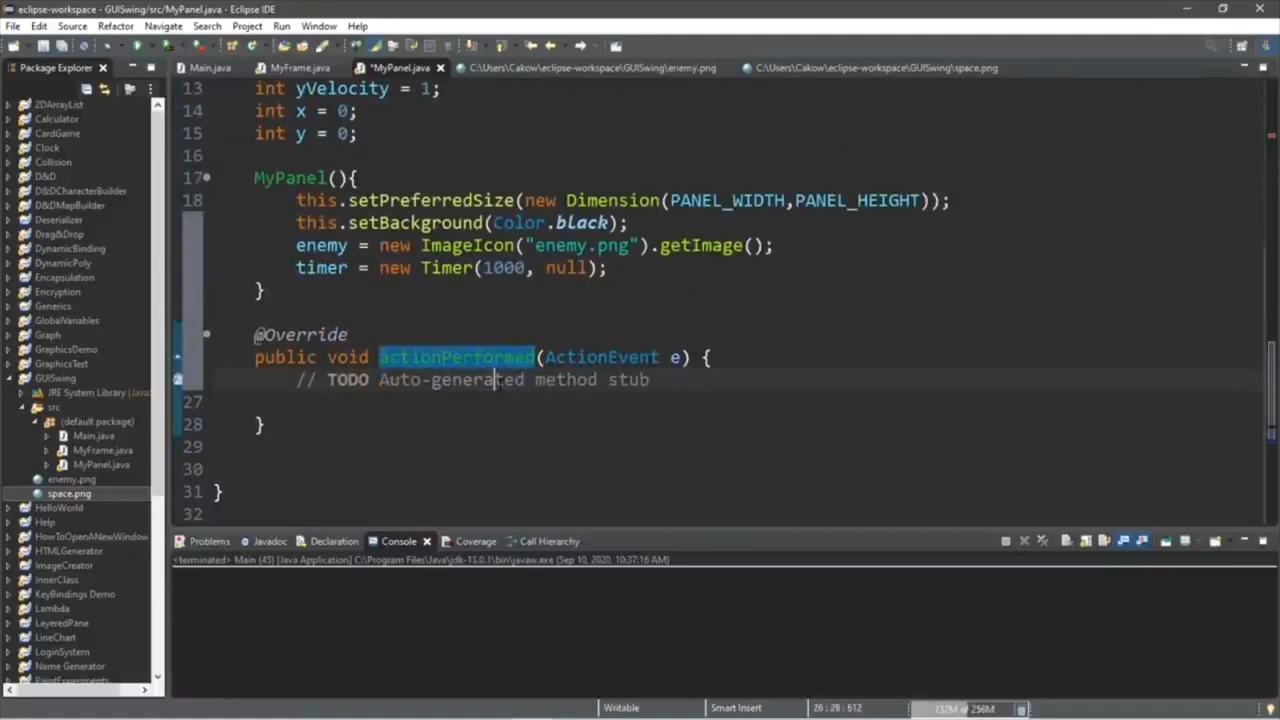 eclipse-workspace - GUISwing/src/MyPanel.java - Eclipse IDE
File Edit Source Refactor Navigate Search Project Run Window Help
Package Explorer
Main.java MyFrame.java *MyPanel.java C:\Users\Cakow\eclipse-workspace\GUISwing\enemy.png C:\Users\Cakow\eclipse-workspace\GUISwing\space.png
2DArrayList
Calculator
CardGame
Clock
Collision
D&D
D&DCharacterBuilder
D&DMapBuilder
Deserializer
Drag&Drop
DynamicBinding
DynamicPoly
Encapsulation
Encryption
Generics
GlobalVariables
Graph
GraphicsDemo
GraphicsTest
GUISwing
JRE System Library [Java
src
(default package)
Main.java
MyFrame.java
MyPanel.java
enemy.png
space.png
HelloWorld
Help
HowToOpenANewWindow
HTMLGenerator
ImageCreator
InnerClass
KeyBindings Demo
Lambda
LayeredPane
LineChart
LoginSystem
Name Generator
13 int yVelocity = 1;
14 int x = 0;
15 int y = 0;
16
17 MyPanel(){
18 this.setPreferredSize(new Dimension(PANEL_WIDTH,PANEL_HEIGHT));
this.setBackground(Color.black);
enemy = new ImageIcon("enemy.png").getImage();
timer = new Timer(1000, null);
}
@Override
public void actionPerformed(ActionEvent e) {
// TODO Auto-generated method stub
27
28 }
29
30
31 }
32
Problems Javadoc Declaration Console Coverage Call Hierarchy
<terminated> Main (45) [Java Application] C:\Program Files\Java\jdk-13.0.1\bin\javaw.exe (Sep 10, 2020, 10:37:16 AM)
Writable Smart Insert 26 : 28 : 612 132M of 256M